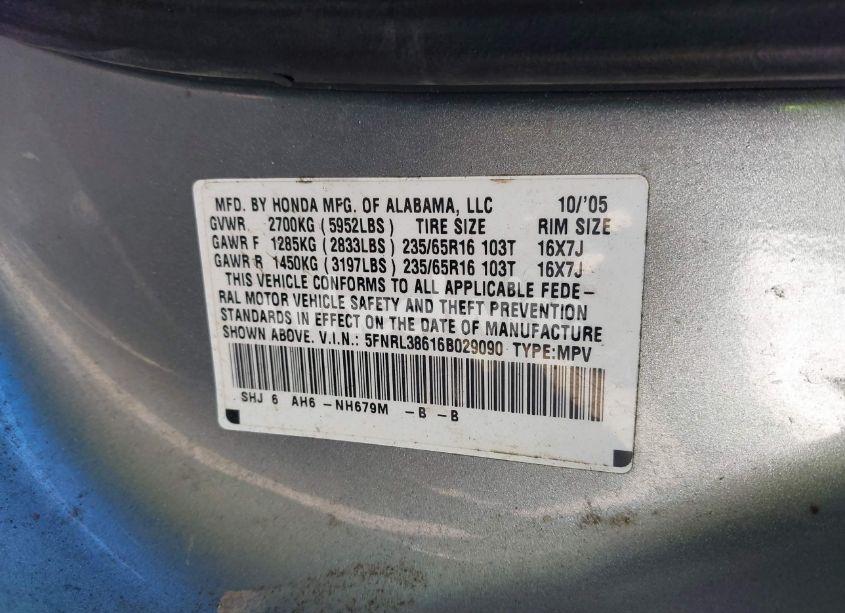 MFD. BY HONDA MFG. OF ALABAMA, LLC 10/'05
GVWR. 2700KG (5952LBS) TIRE SIZE RIM SIZE
GAWR F 1285KG (2833LBS) 235/65R16 103T 16X7J
GAWR R 1450KG (3197LBS) 235/65R16 103T 16X7J
THIS VEHICLE CONFORMS TO ALL APPLICABLE FEDE-
RAL MOTOR VEHICLE SAFETY AND THEFT PREVENTION
STANDARDS IN EFFECT ON THE DATE OF MANUFACTURE
SHOWN ABOVE. V.I.N.: 5FNRL38616B029090 TYPE:MPV
SHJ 6 AH6 -NH679M -B -B